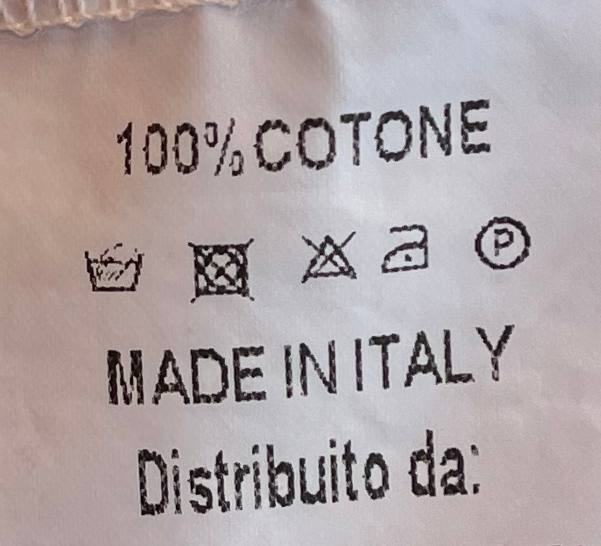 100% COTONE
P
MADE IN ITALY
Distribuito da: